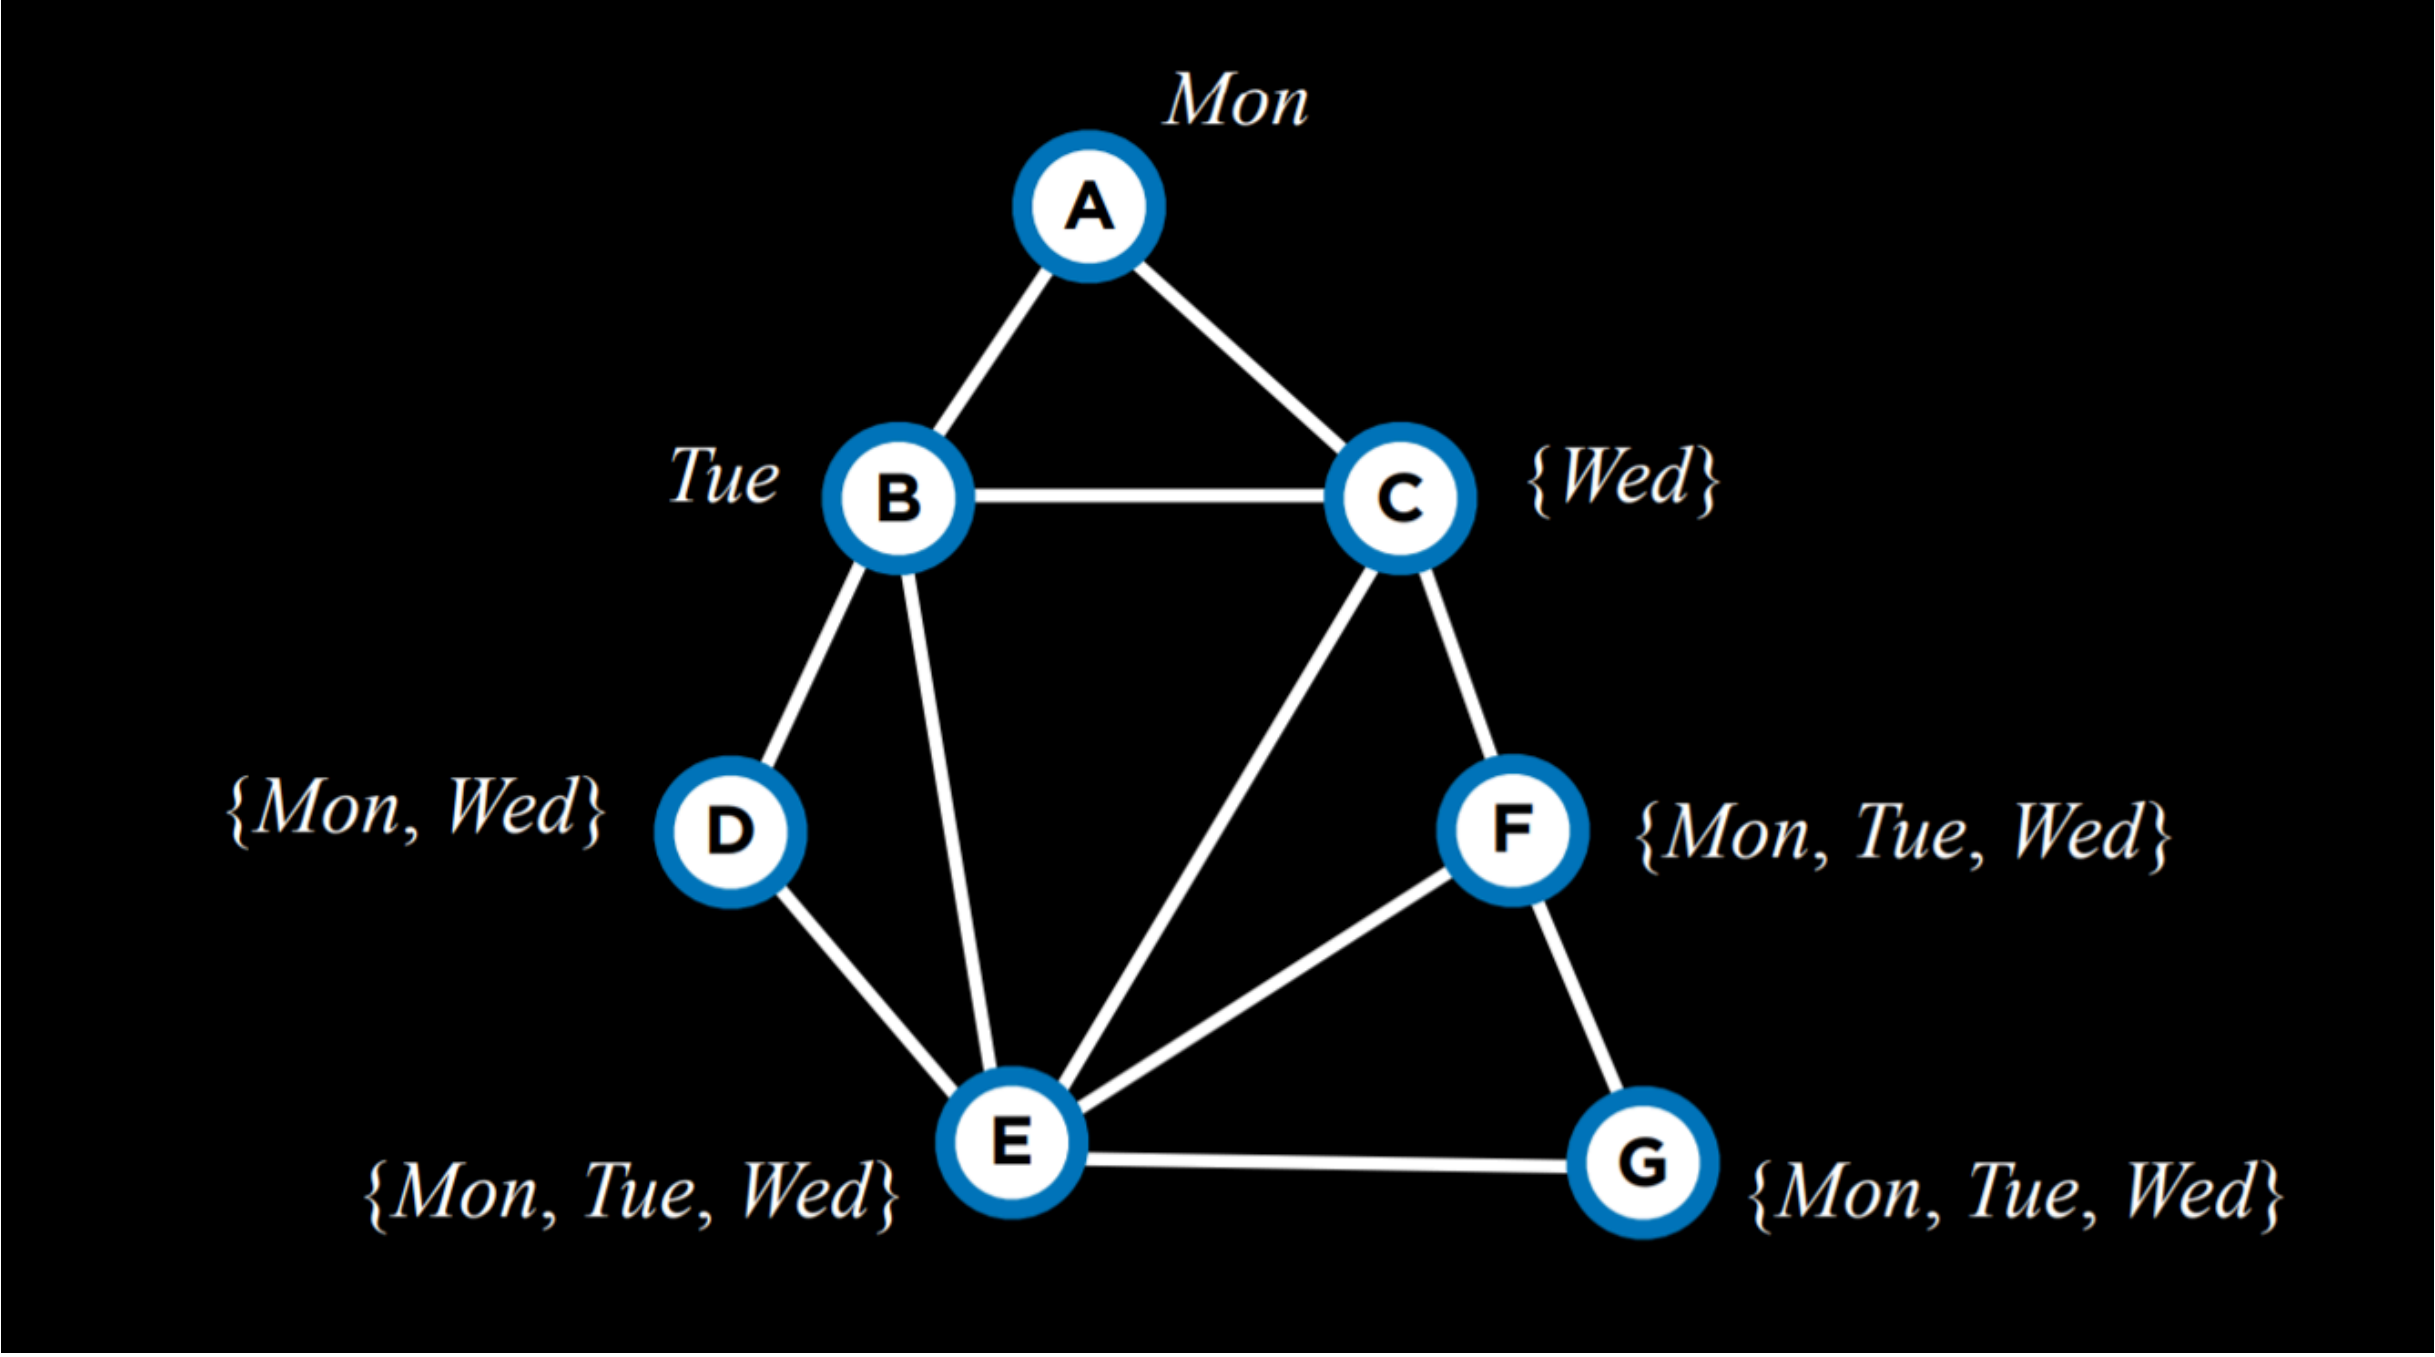 Mon
A
Tue
B
C
{Wed}
{Mon, Wed}
D
F
{Mon, Tue, Wed}
{Mon, Tue, Wed}
E
G
{Mon, Tue, Wed}